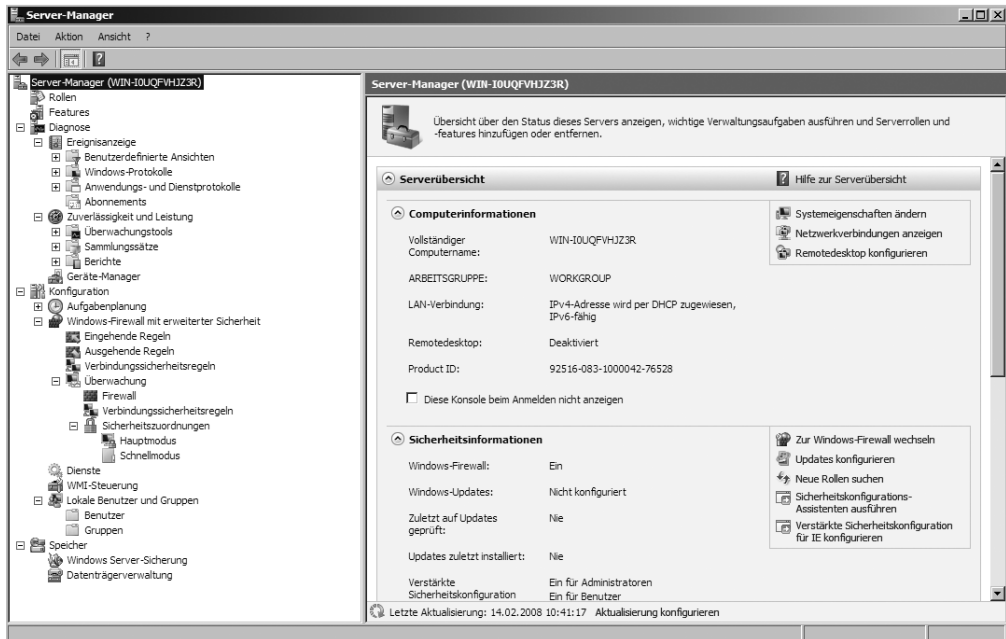 Server-Manager
Datei Aktion Ansicht ?
Server-Manager (WIN-I0UQFVHJZ3R)
Rollen
Features
Diagnose
Ereignisanzeige
Benutzerdefinierte Ansichten
Windows-Protokolle
Anwendungs- und Dienstprotokolle
Abonnements
Zuverlässigkeit und Leistung
Überwachungstools
Sammlungssätze
Berichte
Geräte-Manager
Konfiguration
Aufgabenplanung
Windows-Firewall mit erweiterter Sicherheit
Eingehende Regeln
Ausgehende Regeln
Verbindungssicherheitsregeln
Überwachung
Firewall
Verbindungssicherheitsregeln
Sicherheitszuordnungen
Hauptmodus
Schnellmodus
Dienste
WMI-Steuerung
Lokale Benutzer und Gruppen
Benutzer
Gruppen
Speicher
Windows Server-Sicherung
Datenträgerverwaltung
Server-Manager (WIN-I0UQFVHJZ3R)
Übersicht über den Status dieses Servers anzeigen, wichtige Verwaltungsaufgaben ausführen und Serverrollen und
-features hinzufügen oder entfernen.
Serverübersicht
Hilfe zur Serverübersicht
Computerinformationen
Vollständiger
Computername:
WIN-I0UQFVHJZ3R
ARBEITSGRUPPE: WORKGROUP
LAN-Verbindung: IPv4-Adresse wird per DHCP zugewiesen,
IPv6-fähig
Remotedesktop: Deaktiviert
Product ID: 92516-083-1000042-76528
Diese Konsole beim Anmelden nicht anzeigen
Systemeigenschaften ändern
Netzwerkverbindungen anzeigen
Remotedesktop konfigurieren
Sicherheitsinformationen
Windows-Firewall: Ein
Windows-Updates: Nicht konfiguriert
Zuletzt auf Updates
geprüft:
Nie
Updates zuletzt installiert: Nie
Verstärkte
Sicherheitskonfiguration
Ein für Administratoren
Ein für Benutzer
Zur Windows-Firewall wechseln
Updates konfigurieren
Neue Rollen suchen
Sicherheitskonfigurations-
Assistenten ausführen
Verstärkte Sicherheitskonfiguration
für IE konfigurieren
Letzte Aktualisierung: 14.02.2008 10:41:17 Aktualisierung konfigurieren